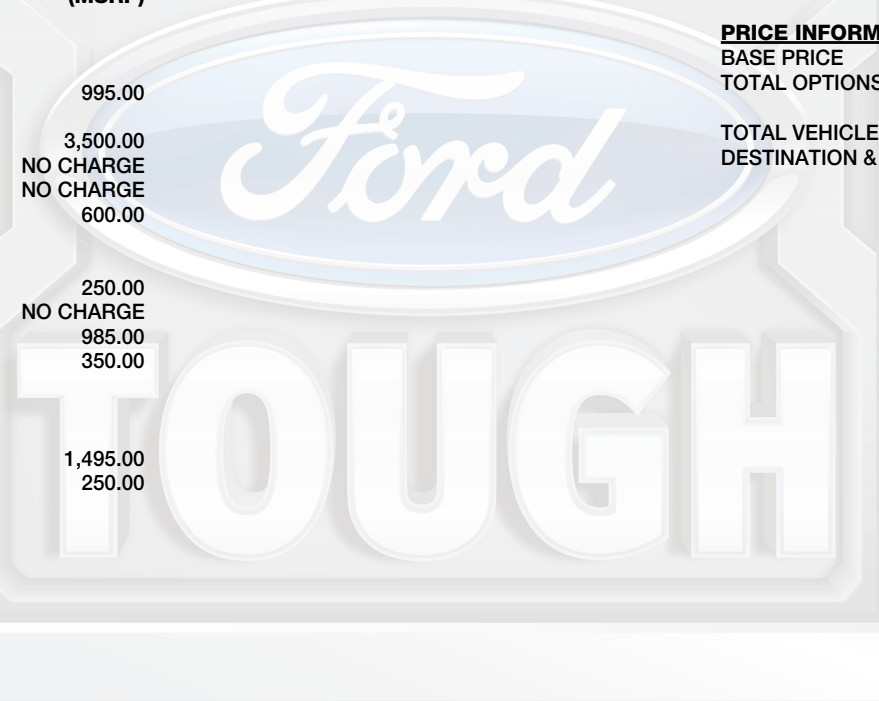 (MSRP)
995.00
3,500.00
NO CHARGE
NO CHARGE
600.00
250.00
NO CHARGE
985.00
350.00
1,495.00
250.00
PRICE INFORM
BASE PRICE
TOTAL OPTIONS
TOTAL VEHICLE
DESTINATION &
Ford
TOUGH